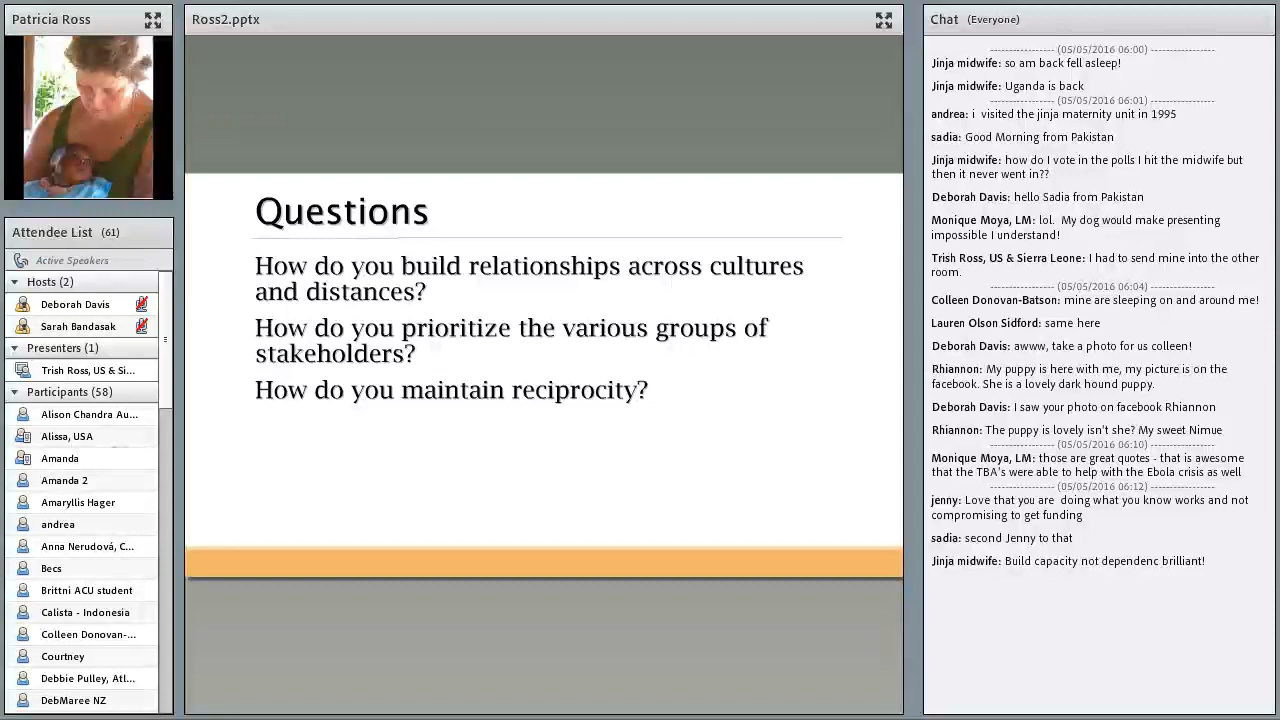 Patricia Ross
Attendee List (61)
Active Speakers
Hosts (2)
Deborah Davis
Sarah Bandasak
Presenters (1)
Trish Ross, US & Si...
Participants (58)
Alison Chandra Au...
Alissa, USA
Amanda
Amanda 2
Amaryllis Hager
andrea
Anna Nerudová, C...
Becs
Brittni ACU student
Calista - Indonesia
Colleen Donovan-...
Courtney
Debbie Pulley, Atl...
DebMaree NZ
Ross2.pptx
Questions
How do you build relationships across cultures
and distances?
How do you prioritize the various groups of
stakeholders?
How do you maintain reciprocity?
Chat (Everyone)
----------------- (05/05/2016 06:00) -----------------
Jinja midwife: so am back fell asleep!
Jinja midwife: Uganda is back
----------------- (05/05/2016 06:01) -----------------
andrea: i visited the jinja maternity unit in 1995
sadia: Good Morning from Pakistan
Jinja midwife: how do I vote in the polls I hit the midwife but
then it never went in??
Deborah Davis: hello Sadia from Pakistan
Monique Moya, LM: lol. My dog would make presenting
impossible I understand!
Trish Ross, US & Sierra Leone: I had to send mine into the other
room.
----------------- (05/05/2016 06:04) -----------------
Colleen Donovan-Batson: mine are sleeping on and around me!
Lauren Olson Sidford: same here
Deborah Davis: awww, take a photo for us colleen!
Rhiannon: My puppy is here with me, my picture is on the
facebook. She is a lovely dark hound puppy.
Deborah Davis: I saw your photo on facebook Rhiannon
Rhiannon: The puppy is lovely isn't she? My sweet Nimue
----------------- (05/05/2016 06:10) -----------------
Monique Moya, LM: those are great quotes - that is awesome
that the TBA's were able to help with the Ebola crisis as well
----------------- (05/05/2016 06:12) -----------------
jenny: Love that you are doing what you know works and not
compromising to get funding
sadia: second Jenny to that
Jinja midwife: Build capacity not dependenc brilliant!